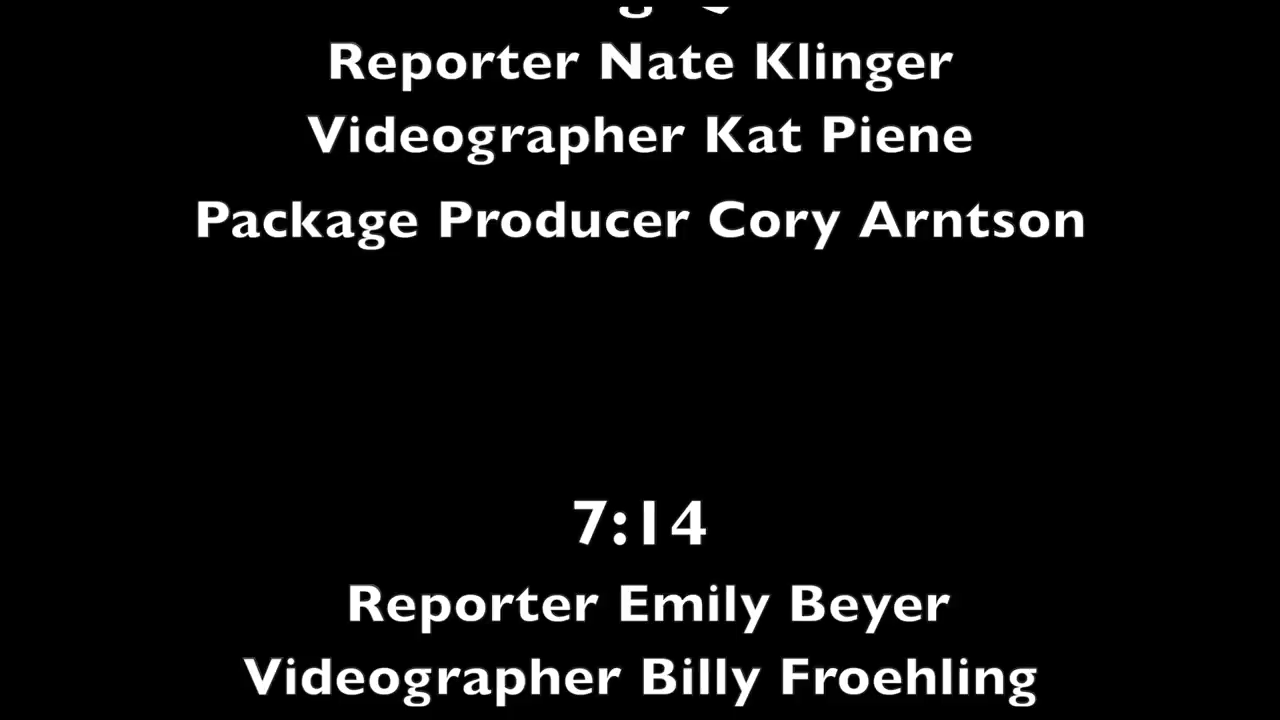 Reporter Nate Klinger
Videographer Kat Piene
Package Producer Cory Arntson
7:14
Reporter Emily Beyer
Videographer Billy Froehling